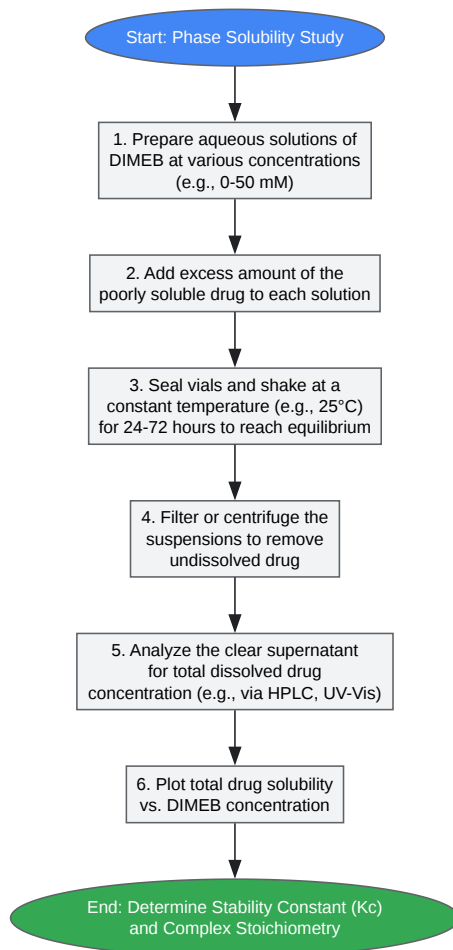 Start: Phase Solubility Study
1. Prepare aqueous solutions of
DIMEB at various concentrations
(e.g., 0-50 mM)
2. Add excess amount of the
poorly soluble drug to each solution
3. Seal vials and shake at a
constant temperature (e.g., 25°C)
for 24-72 hours to reach equilibrium
4. Filter or centrifuge the
suspensions to remove
undissolved drug
5. Analyze the clear supernatant
for total dissolved drug
concentration (e.g., via HPLC, UV-Vis)
6. Plot total drug solubility
vs. DIMEB concentration
End: Determine Stability Constant (Kc)
and Complex Stoichiometry